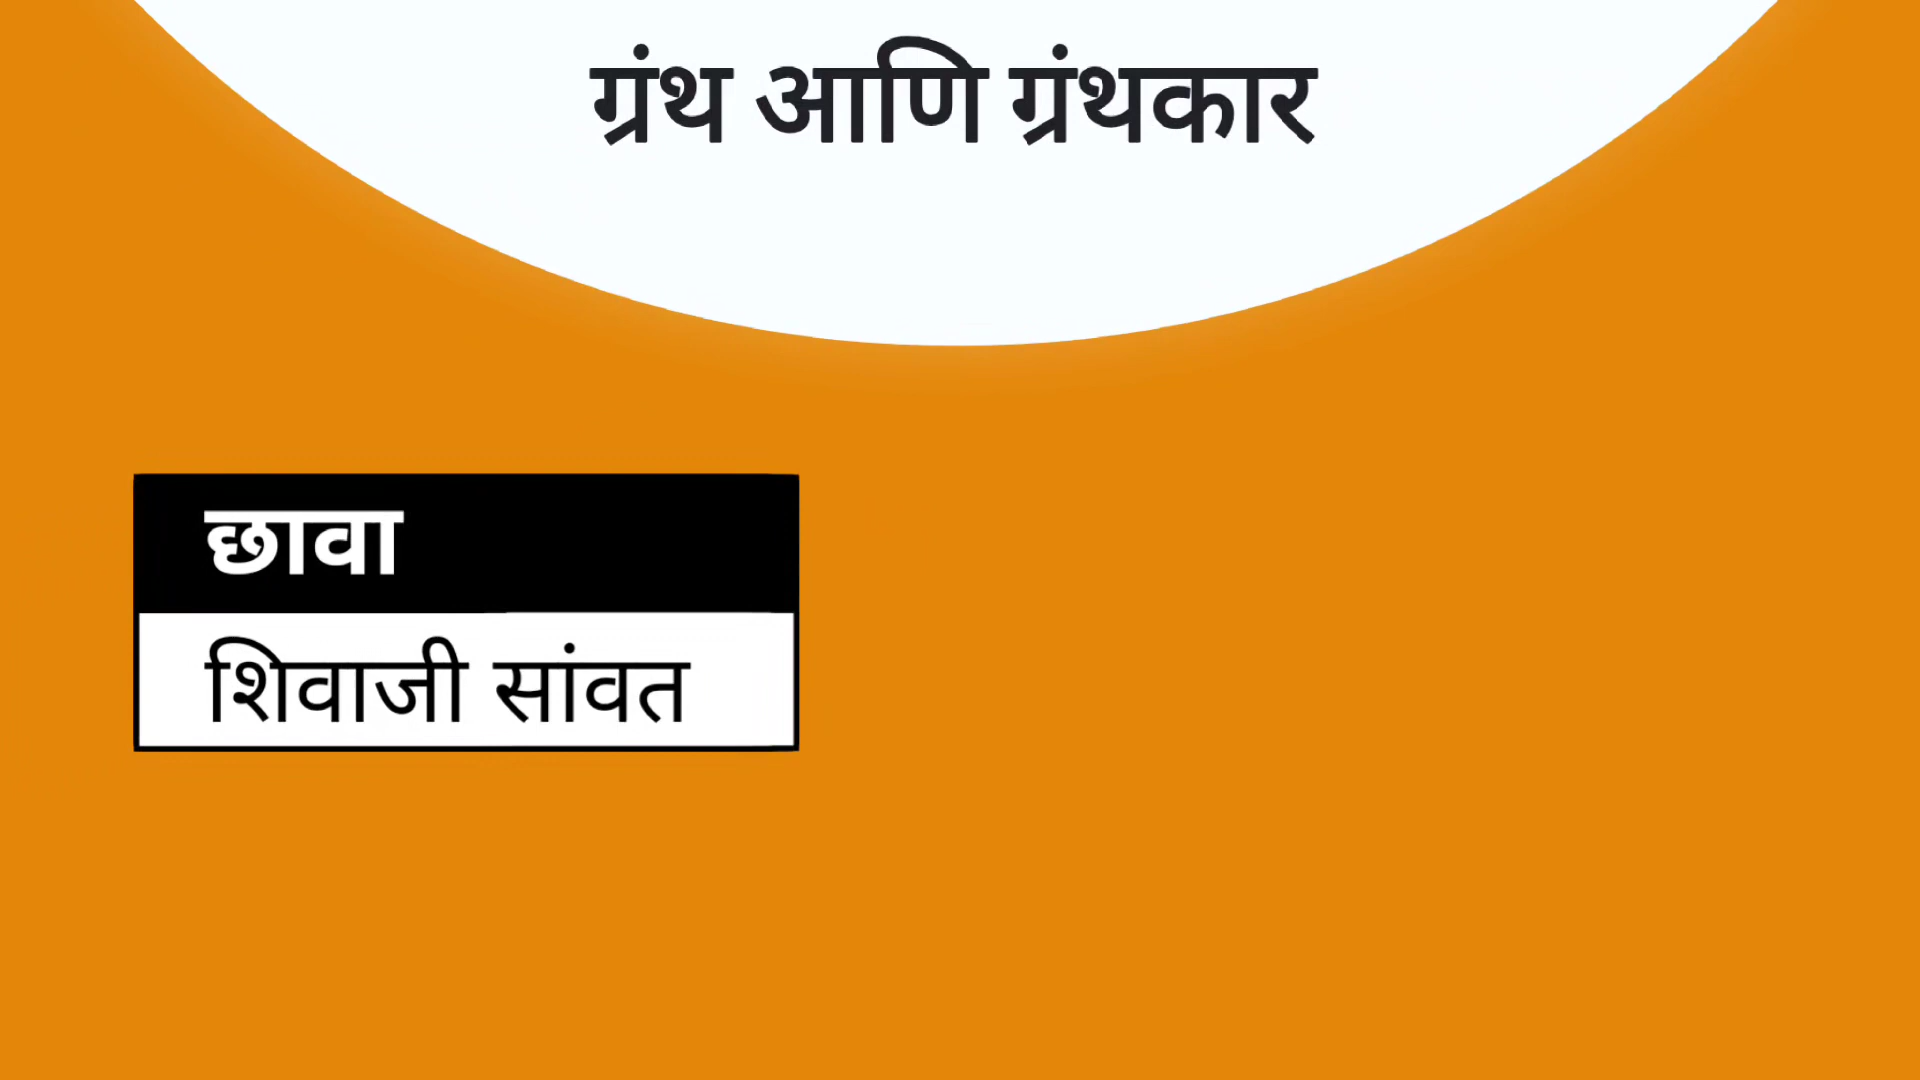 ग्रंथ आणि ग्रंथकार
छावा
शिवाजी सांवत